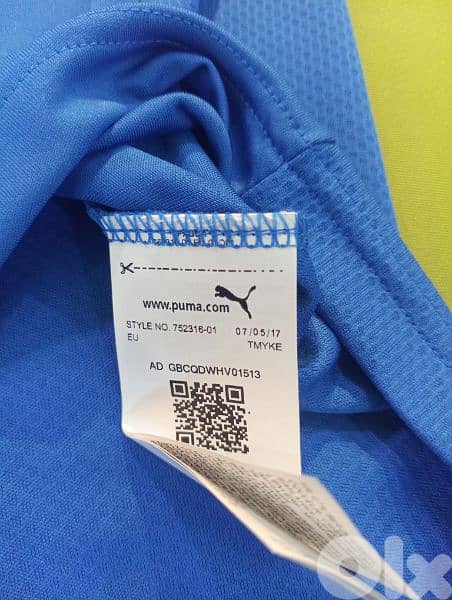 www.puma.com
STYLE NO. 752316-01 07/05/17
EU TMYKE
AD GBCQDWHV01513
OLX